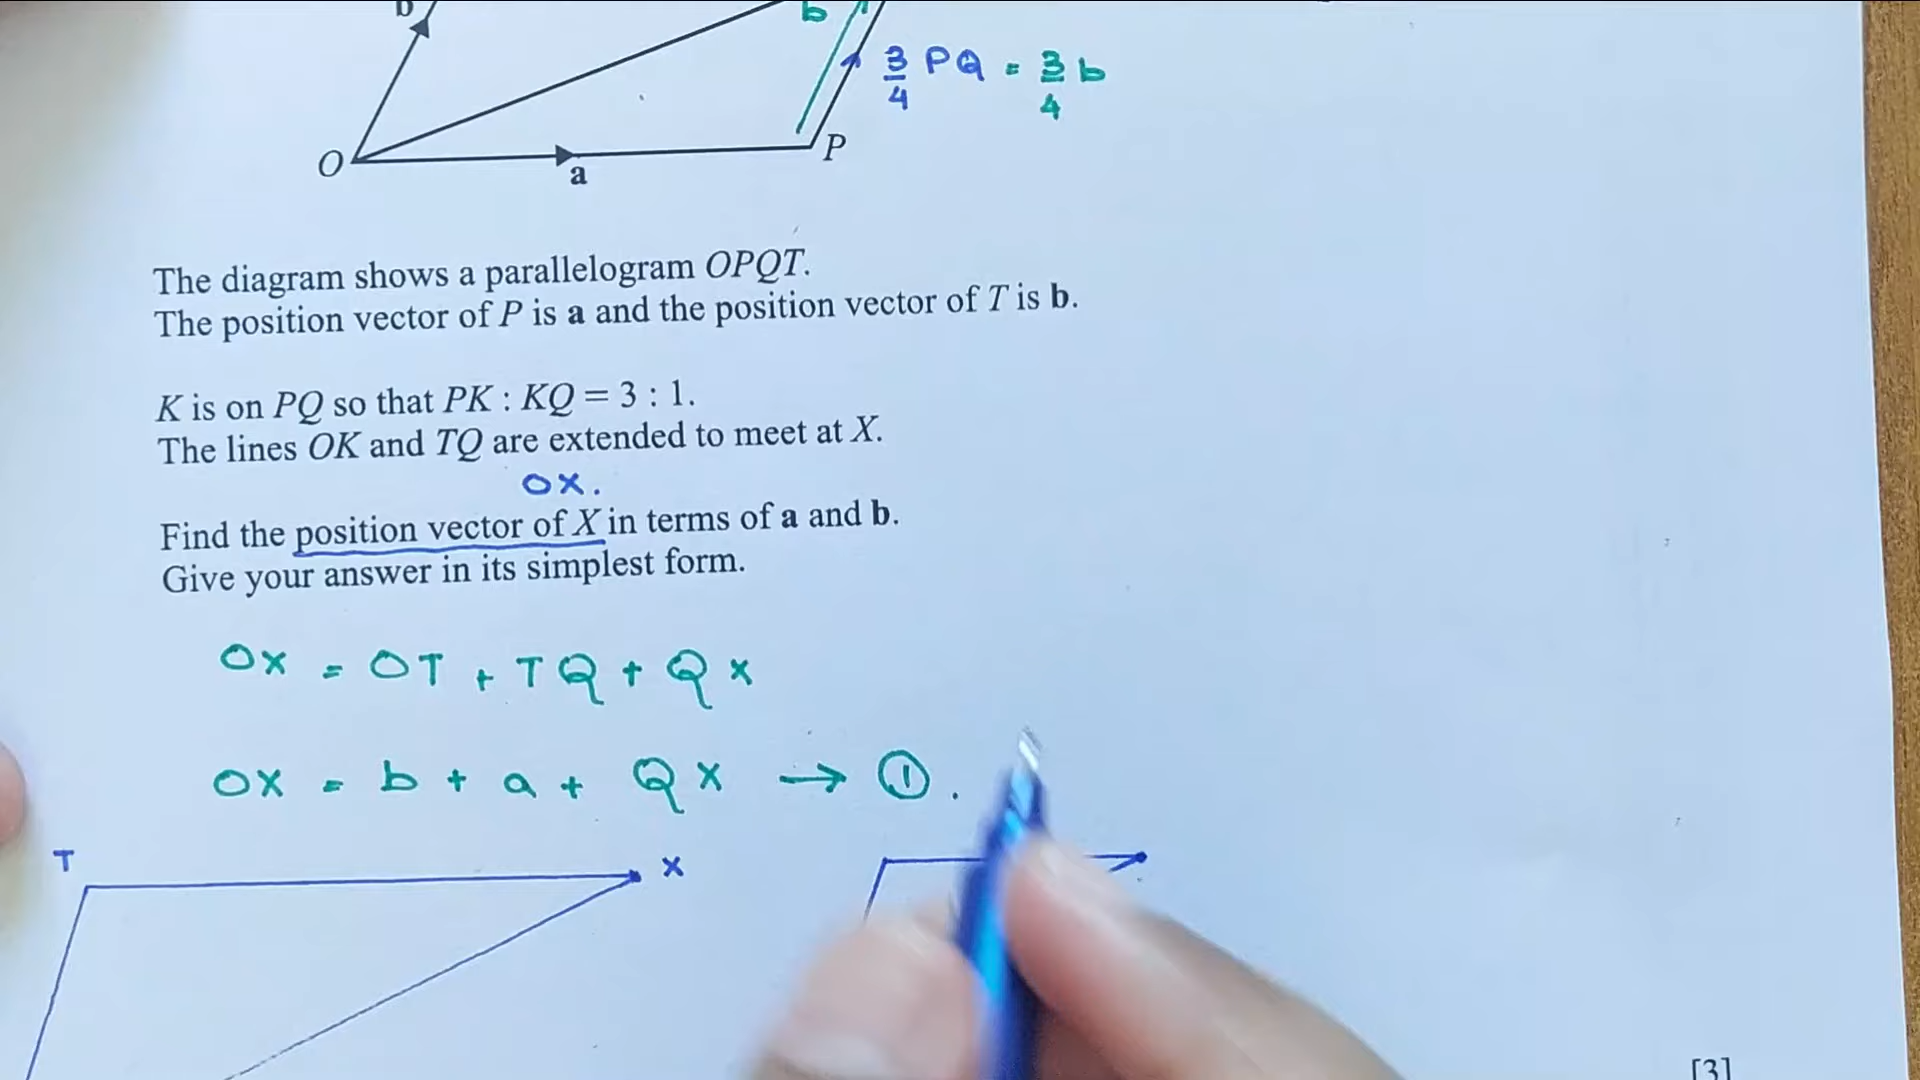 b
b
3/4 PQ = 3/4 b
O
P
a
The diagram shows a parallelogram OPQT.
The position vector of P is a and the position vector of T is b.
K is on PQ so that PK : KQ = 3 : 1.
The lines OK and TQ are extended to meet at X.
OX.
Find the position vector of X in terms of a and b.
Give your answer in its simplest form.
OX = OT + TQ + QX
OX = b + a + QX → ①.
T
X
[3]